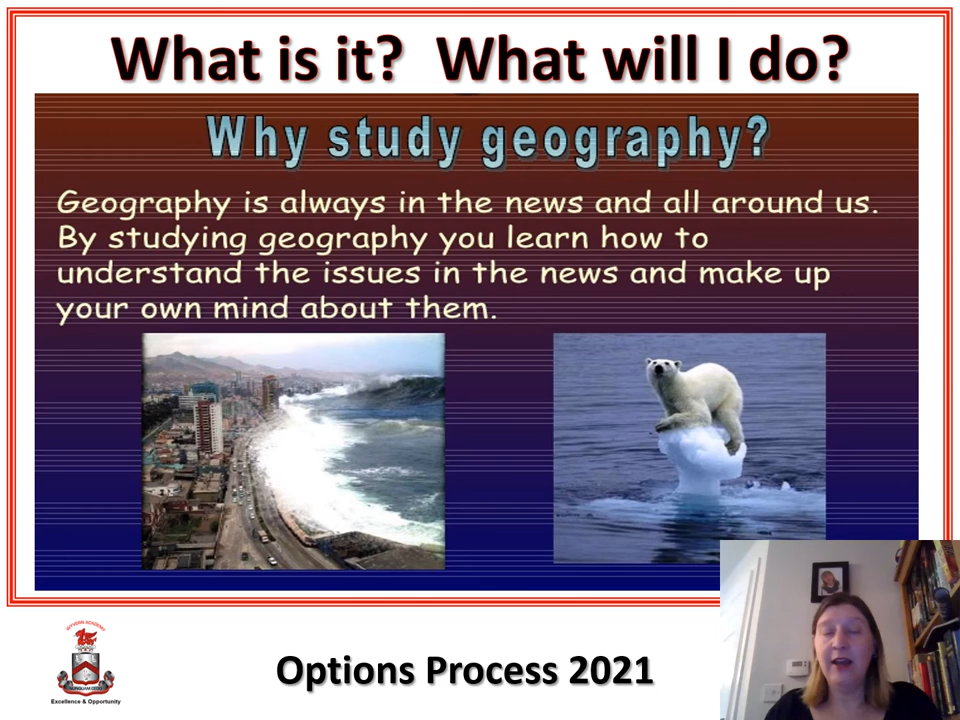 What is it? What will I do?
Why study geography?
Geography is always in the news and all around us.
By studying geography you learn how to
understand the issues in the news and make up
your own mind about them.
WYVERN ACADEMY
Excellence & Opportunity
Options Process 2021